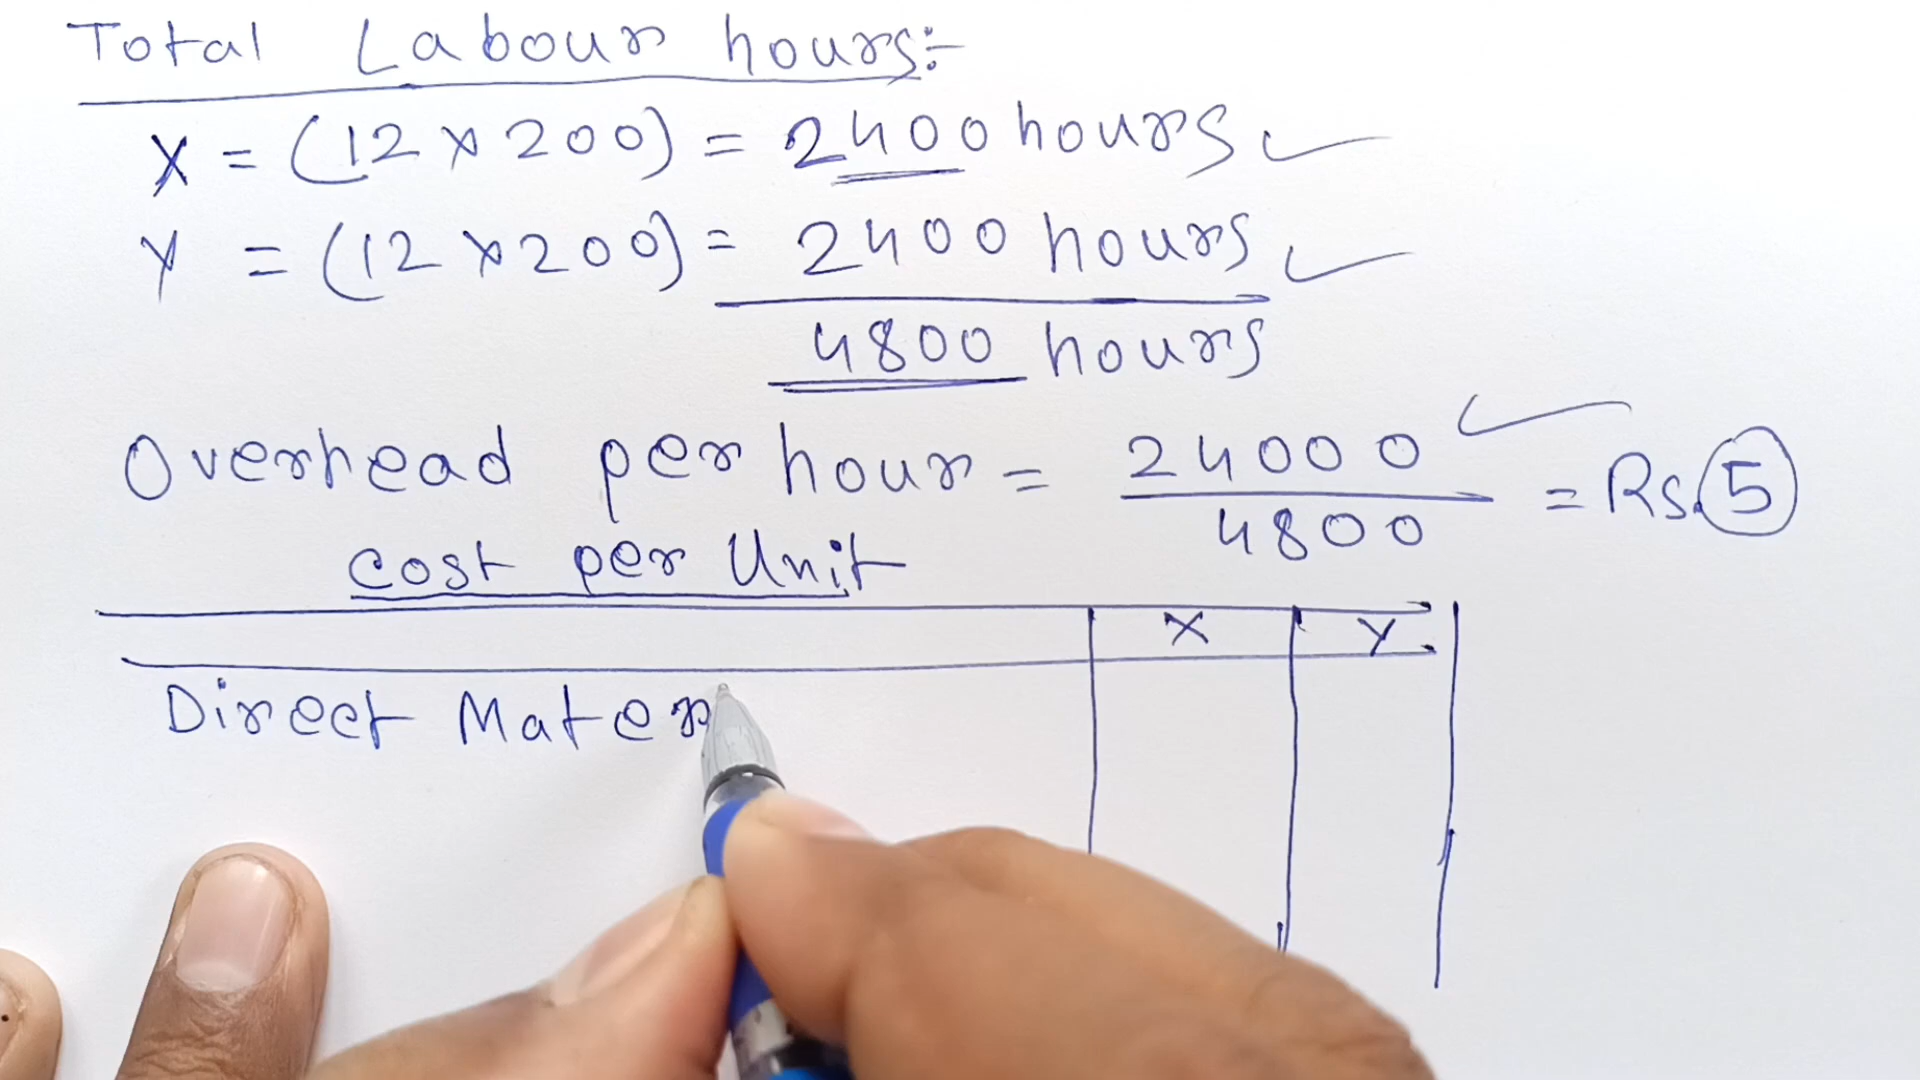 Total Labour hours:-
X = (12 × 200) = 2400 hours ✓
Y = (12 × 200) = 2400 hours ✓
4800 hours
Overhead per hour = 24000 / 4800 = Rs. 5 ✓
Cost per Unit
X Y
Direct Mater